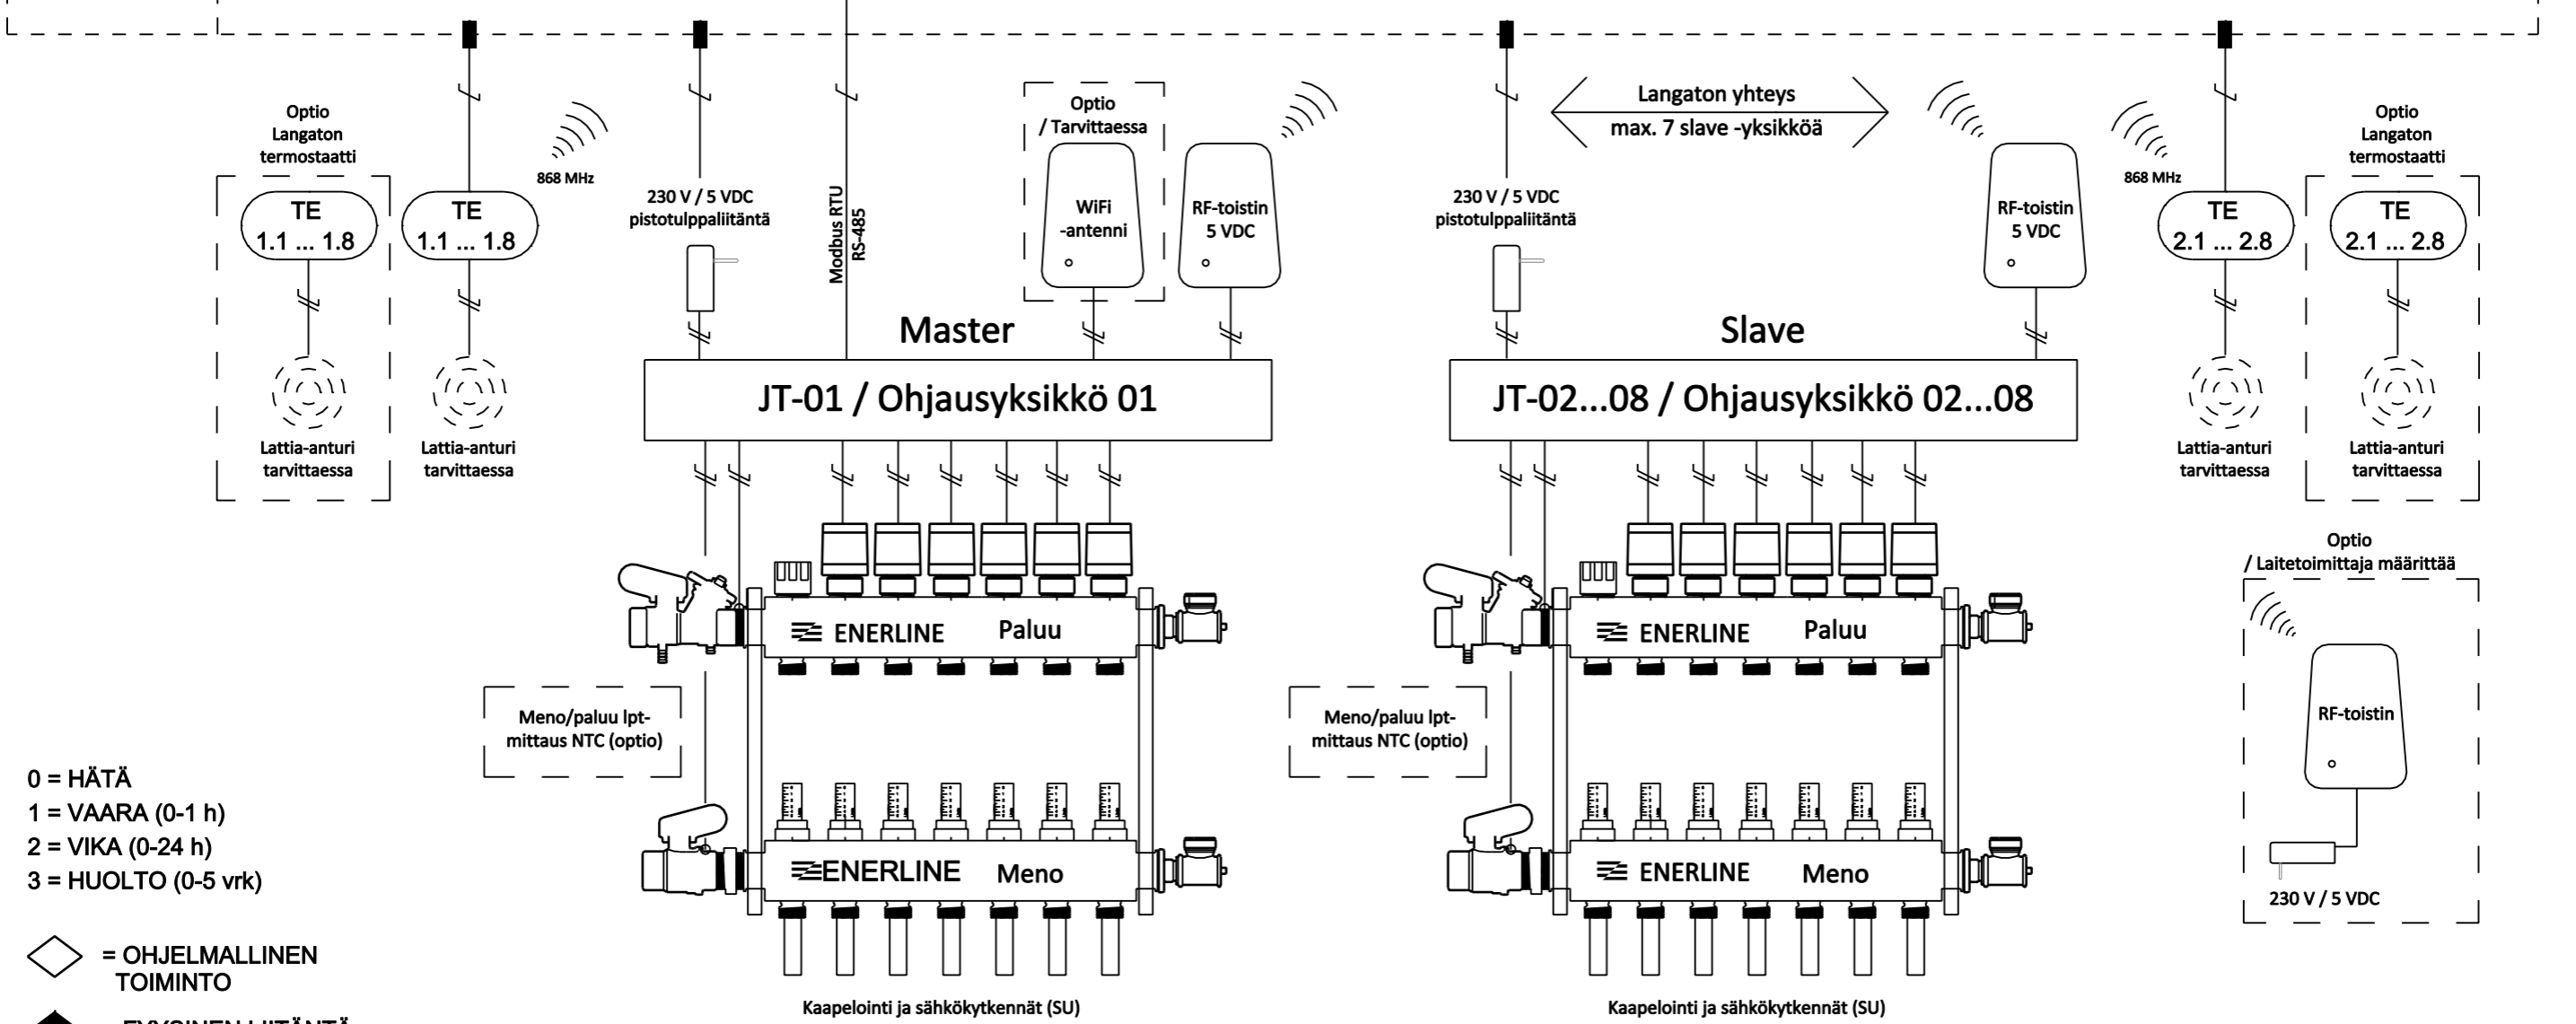 Optio
Langaton
termostaatti
TE
1.1 ... 1.8
Lattia-anturi
tarvittaessa
868 MHz
TE
1.1 ... 1.8
Lattia-anturi
tarvittaessa
230 V / 5 VDC
pistotulppaliitäntä
Modbus RTU
RS-485
Optio
/ Tarvittaessa
WiFi
-antenni
RF-toistin
5 VDC
Master
JT-01 / Ohjausyksikkö 01
230 V / 5 VDC
pistotulppaliitäntä
Langaton yhteys
max. 7 slave -yksikköä
RF-toistin
5 VDC
Slave
JT-02...08 / Ohjausyksikkö 02...08
868 MHz
TE
2.1 ... 2.8
Lattia-anturi
tarvittaessa
Optio
Langaton
termostaatti
TE
2.1 ... 2.8
Lattia-anturi
tarvittaessa
ENERLINE Paluu
Meno/paluu lpt-
mittaus NTC (optio)
ENERLINE Meno
Kaapelointi ja sähkökytkennät (SU)
ENERLINE Paluu
Meno/paluu lpt-
mittaus NTC (optio)
ENERLINE Meno
Kaapelointi ja sähkökytkennät (SU)
Optio
/ Laitetoimittaja määrittää
RF-toistin
230 V / 5 VDC
0 = HÄTÄ
1 = VAARA (0-1 h)
2 = VIKA (0-24 h)
3 = HUOLTO (0-5 vrk)
= OHJELMALLINEN
TOIMINTO